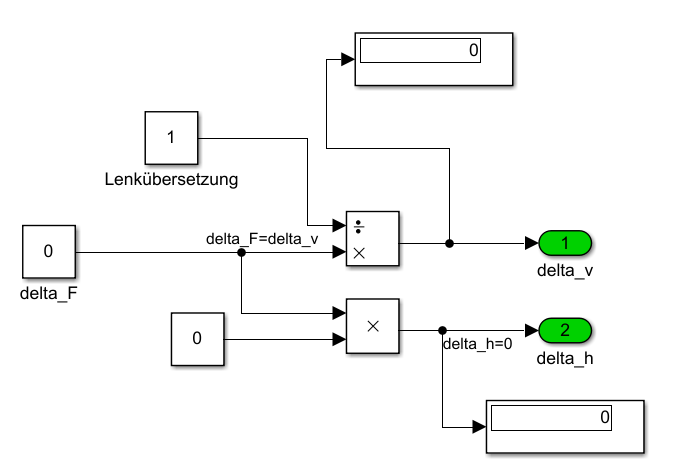 0
1
Lenkübersetzung
÷
×
delta_F=delta_v
0
delta_F
1
delta_v
0
×
delta_h=0
2
delta_h
0